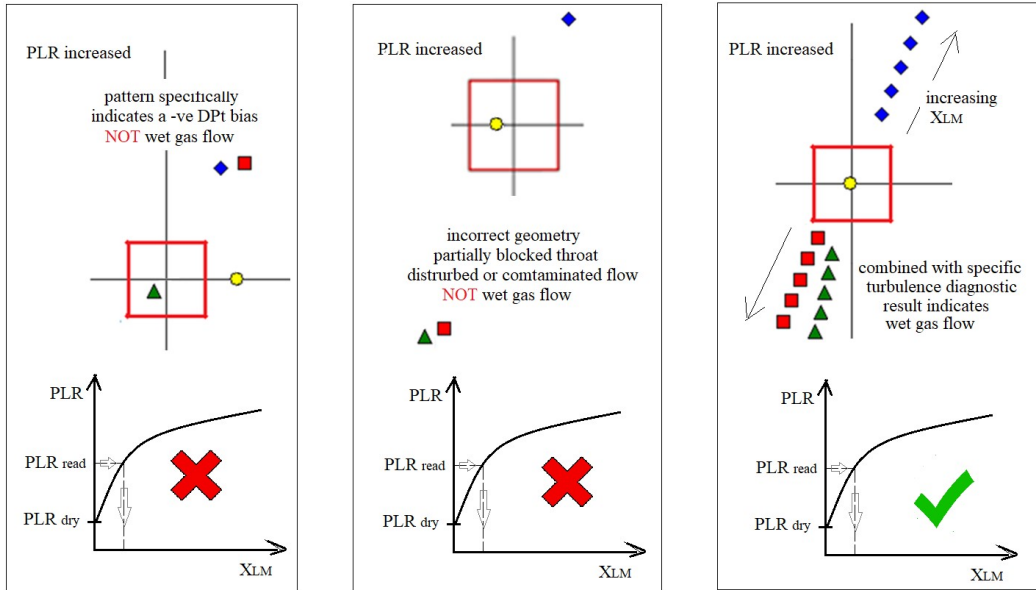 PLR increased
pattern specifically
indicates a -ve DPt bias
NOT wet gas flow
PLR
PLR read
PLR dry
XLM
PLR increased
incorrect geometry
partially blocked throat
distrurbed or comtaminated flow
NOT wet gas flow
PLR
PLR read
PLR dry
XLM
PLR increased
increasing
XLM
combined with specific
turbulence diagnostic
result indicates
wet gas flow
PLR
PLR read
PLR dry
XLM